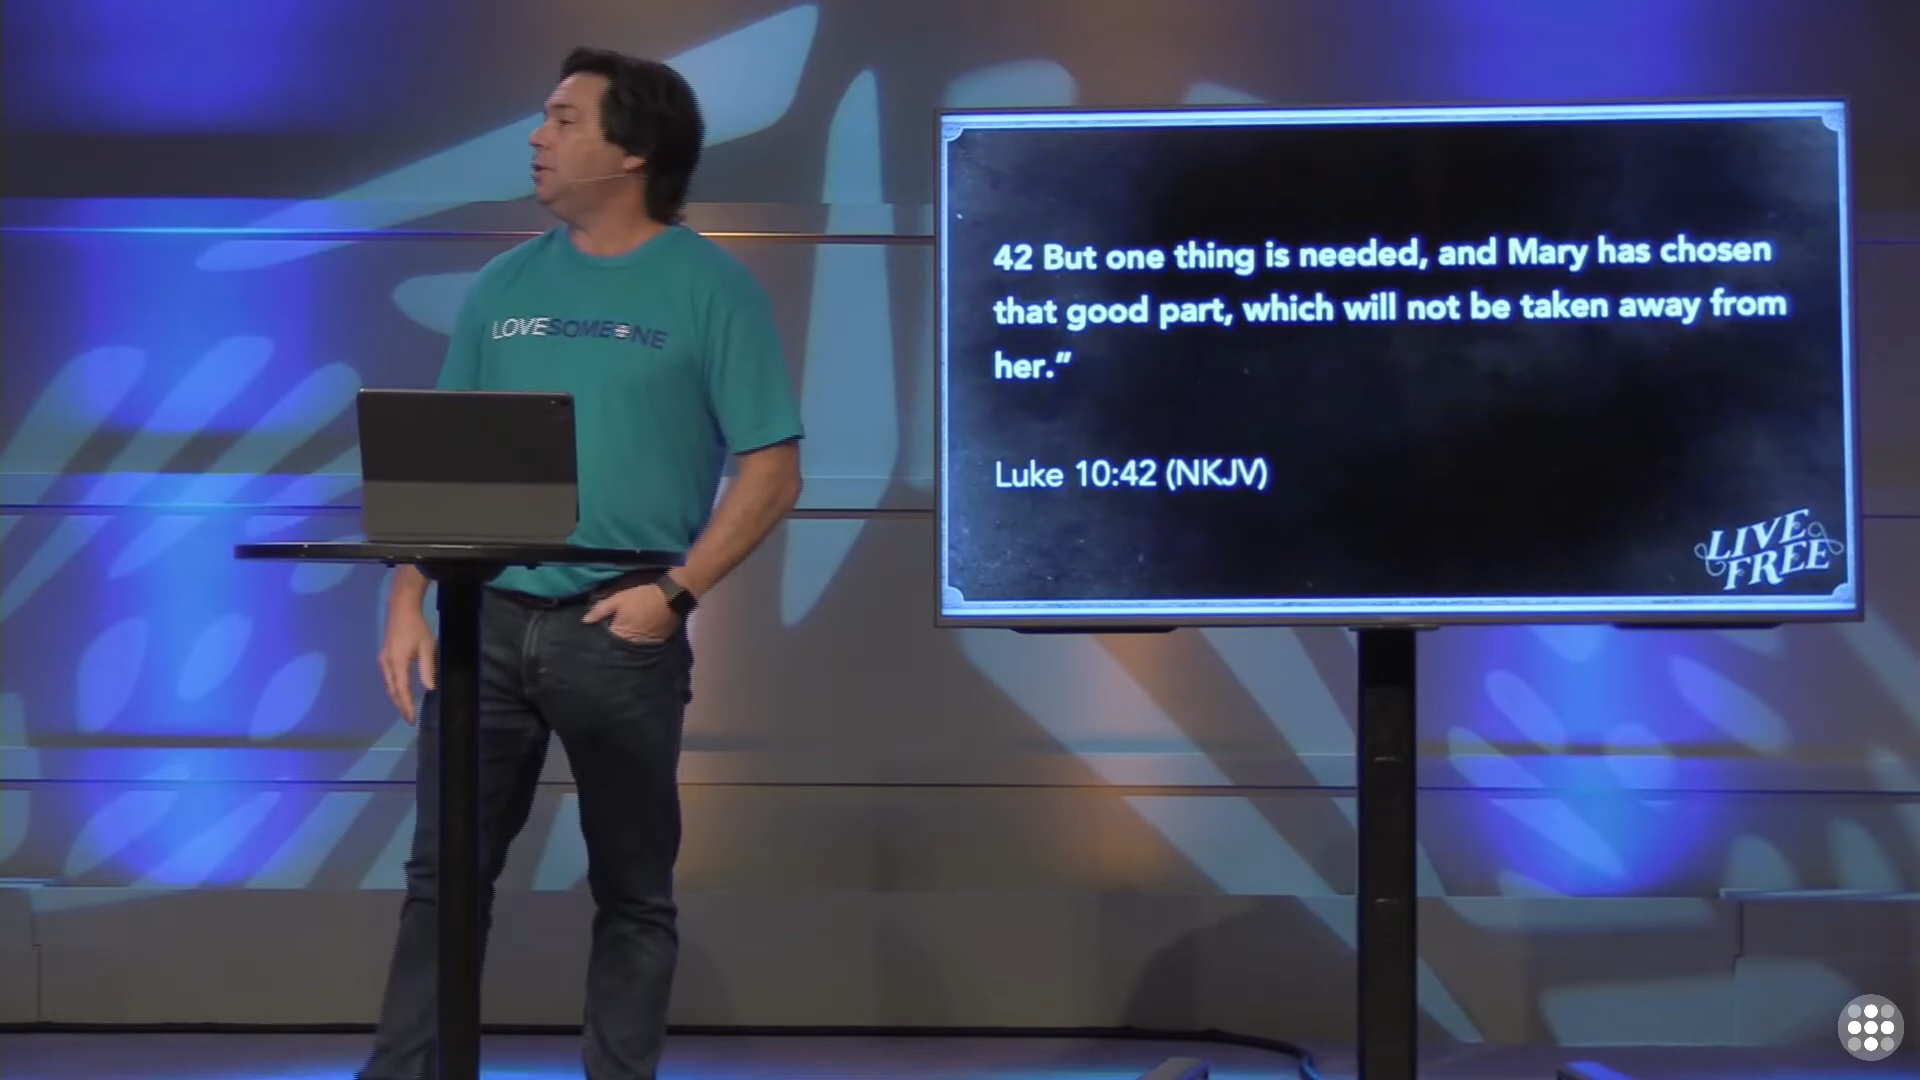 LOVESOMEONE
42 But one thing is needed, and Mary has chosen
that good part, which will not be taken away from
her.”
Luke 10:42 (NKJV)
LIVE
FREE